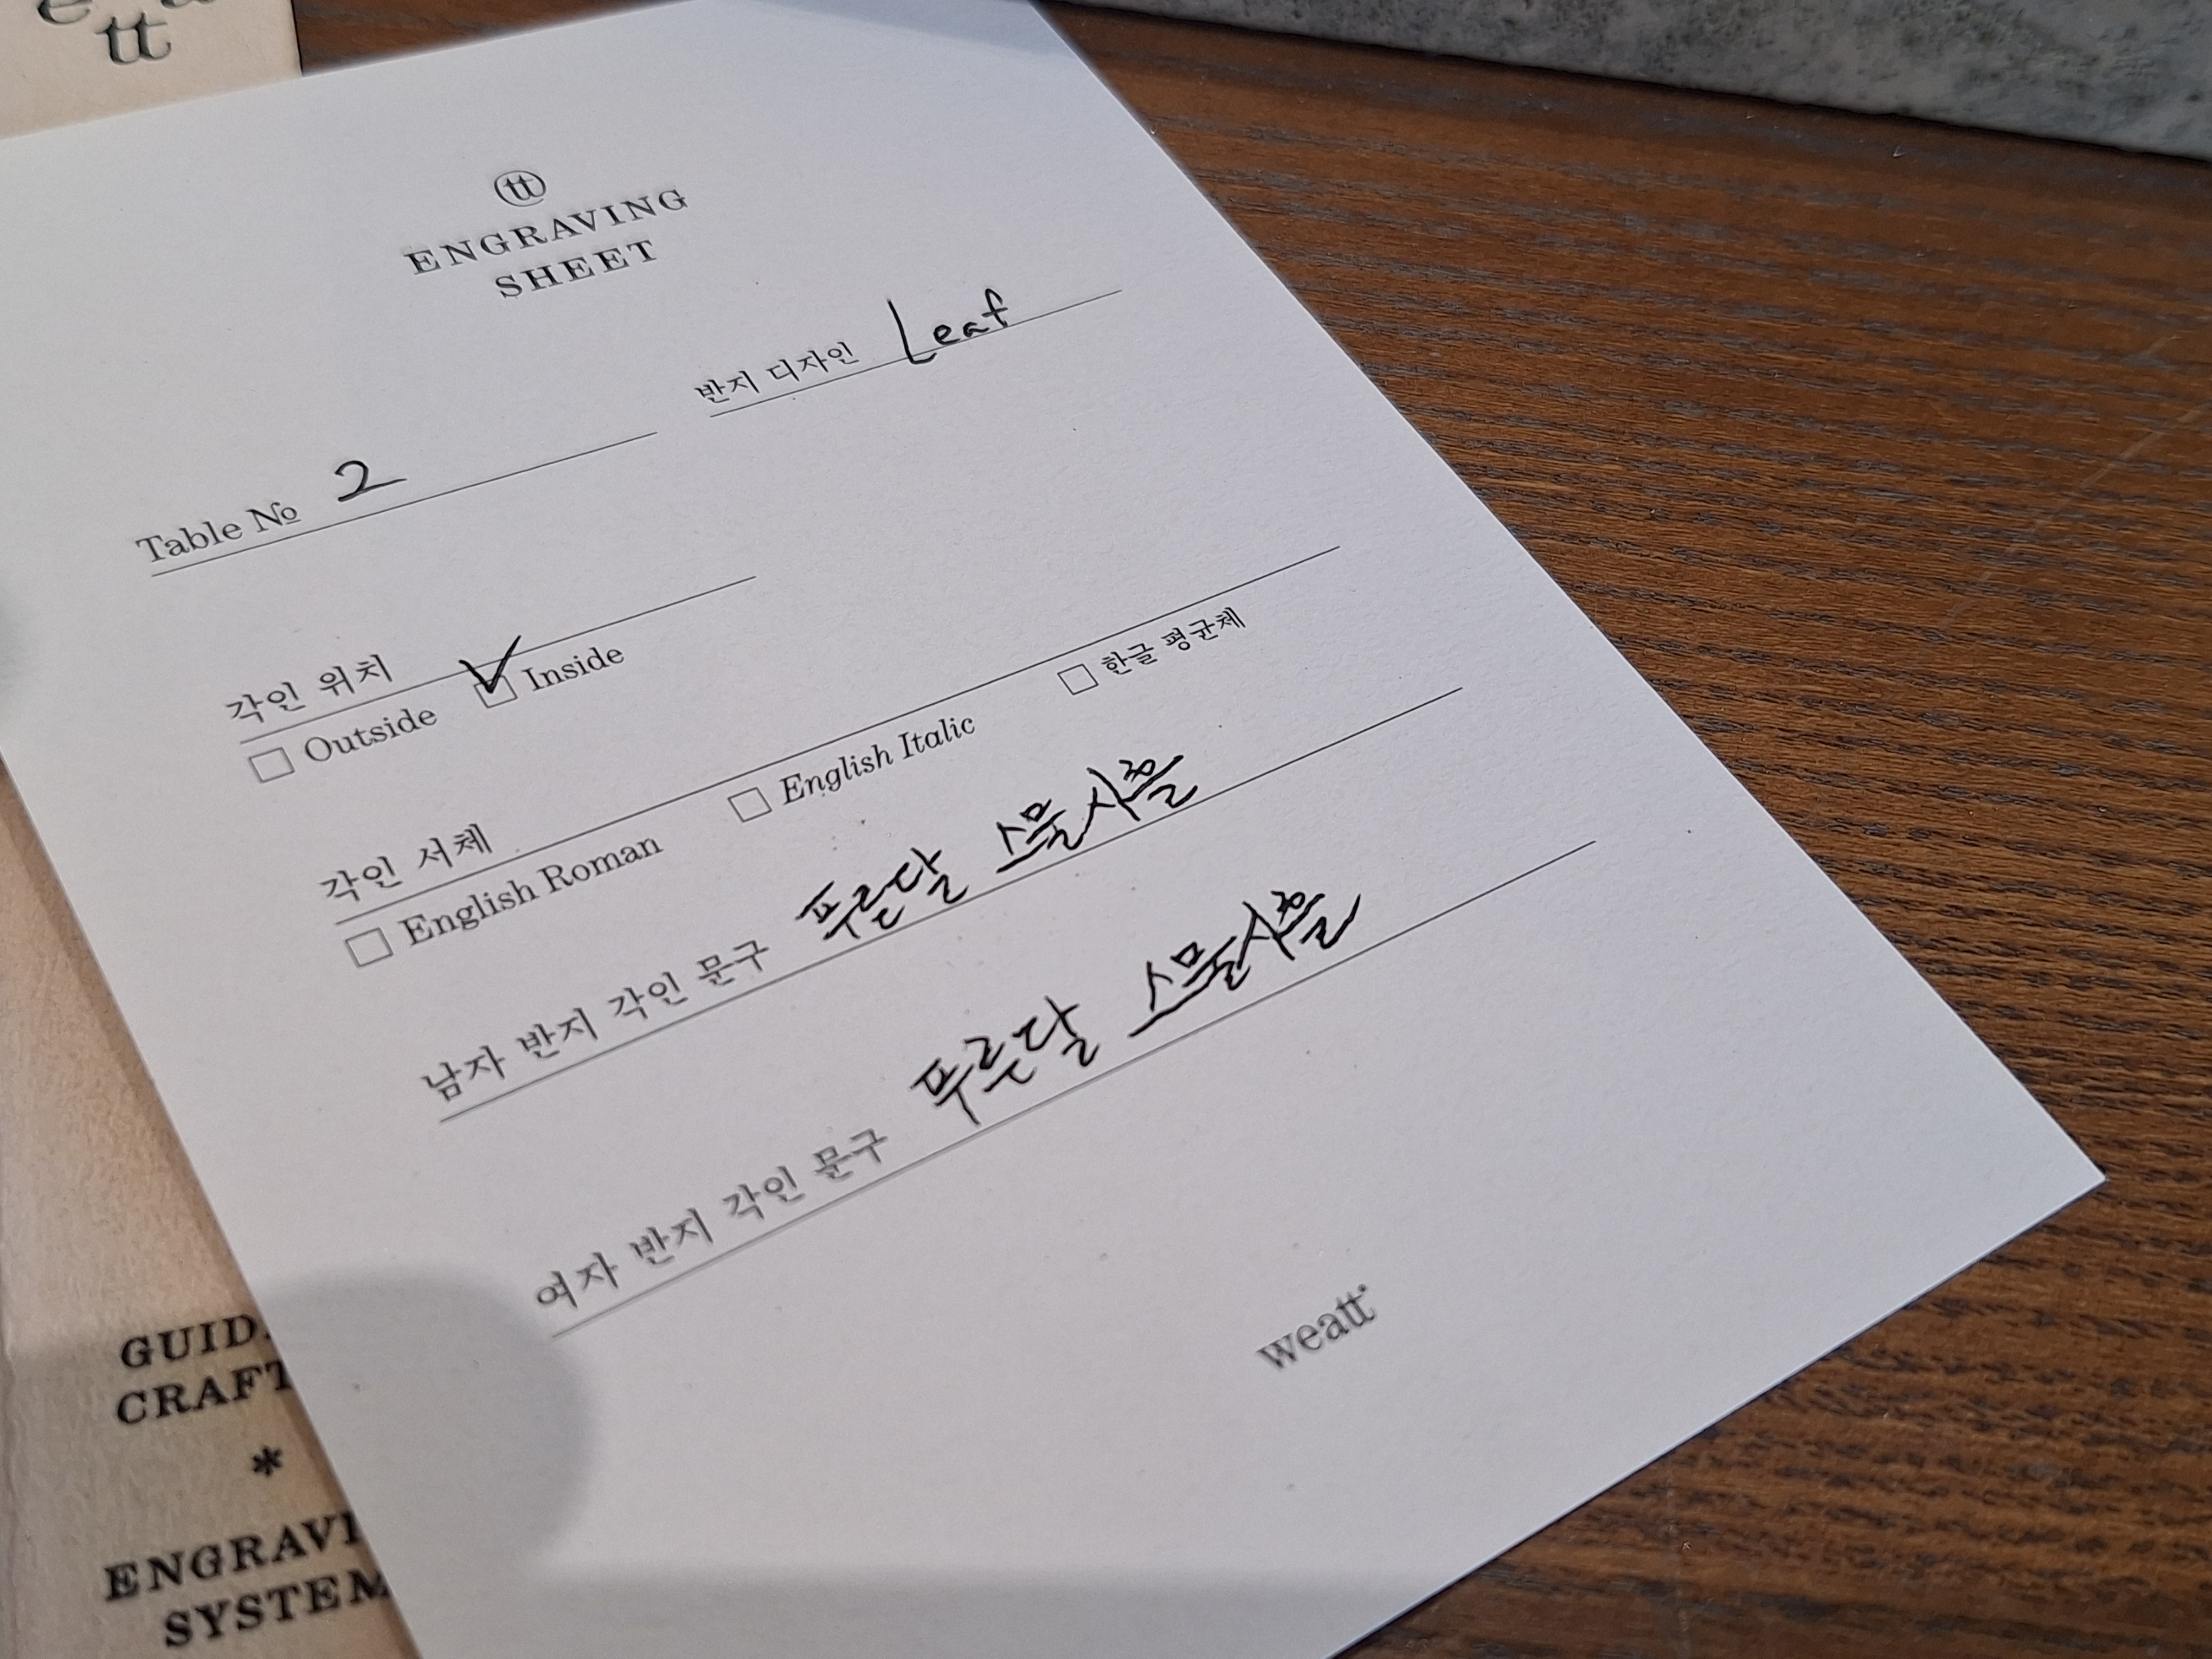 tt
tt
ENGRAVING
SHEET
Table № 2
반지 디자인 Leaf
각인 위치
Outside
Inside
각인 서체
English Roman
English Italic
한글 평균체
남자 반지 각인 문구 푸른달 스물사흘
여자 반지 각인 문구 푸른달 스물사흘
weatt
GUID
CRAFT
*
ENGRAVI
SYSTEM